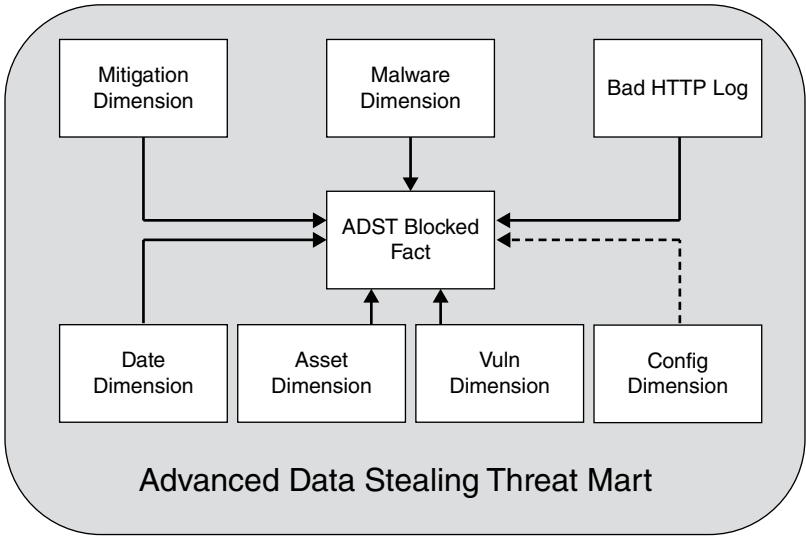 Mitigation
Dimension
Malware
Dimension
Bad HTTP Log
ADST Blocked
Fact
Date
Dimension
Asset
Dimension
Vuln
Dimension
Config
Dimension
Advanced Data Stealing Threat Mart